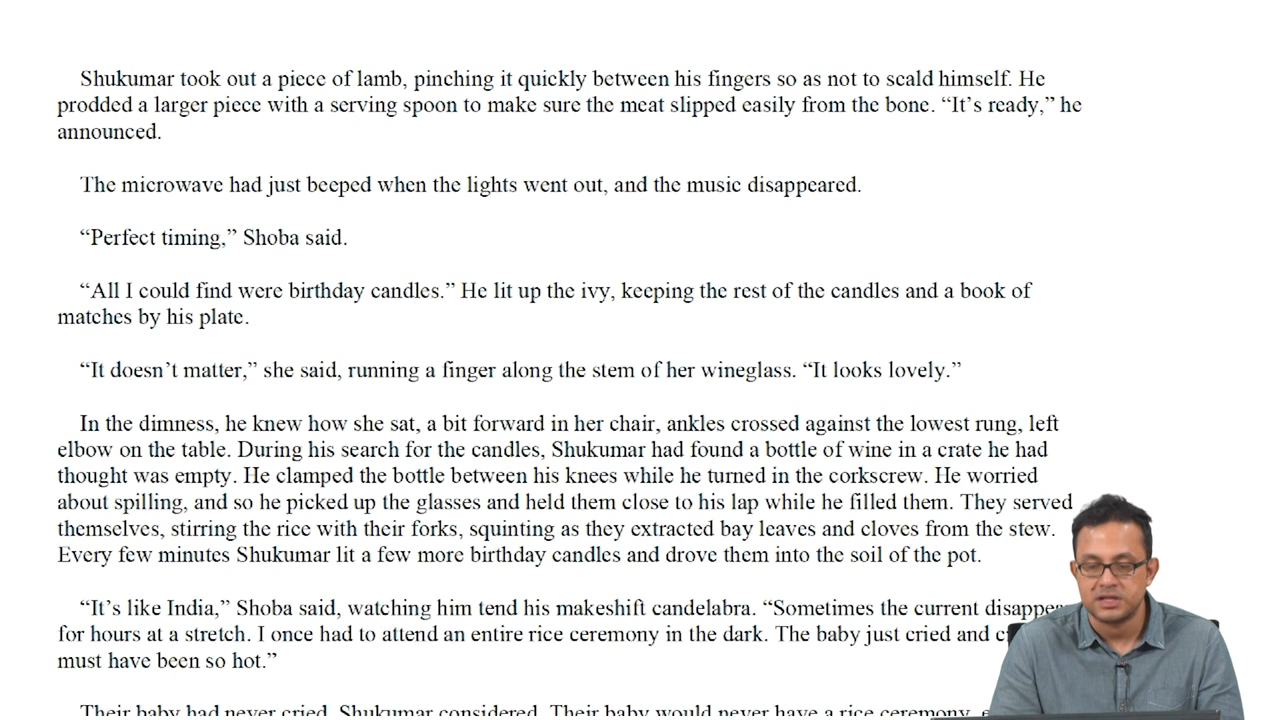 Shukumar took out a piece of lamb, pinching it quickly between his fingers so as not to scald himself. He
prodded a larger piece with a serving spoon to make sure the meat slipped easily from the bone. “It’s ready,” he
announced.
The microwave had just beeped when the lights went out, and the music disappeared.
“Perfect timing,” Shoba said.
“All I could find were birthday candles.” He lit up the ivy, keeping the rest of the candles and a book of
matches by his plate.
“It doesn’t matter,” she said, running a finger along the stem of her wineglass. “It looks lovely.”
In the dimness, he knew how she sat, a bit forward in her chair, ankles crossed against the lowest rung, left
elbow on the table. During his search for the candles, Shukumar had found a bottle of wine in a crate he had
thought was empty. He clamped the bottle between his knees while he turned in the corkscrew. He worried
about spilling, and so he picked up the glasses and held them close to his lap while he filled them. They served
themselves, stirring the rice with their forks, squinting as they extracted bay leaves and cloves from the stew.
Every few minutes Shukumar lit a few more birthday candles and drove them into the soil of the pot.
“It’s like India,” Shoba said, watching him tend his makeshift candelabra. “Sometimes the current
for hours at a stretch. I once had to attend an entire rice ceremony in the dark. The baby just cried and
must have been so hot.”
Their baby had never cried, Shukumar considered. Their baby would never have a rice ceremony,